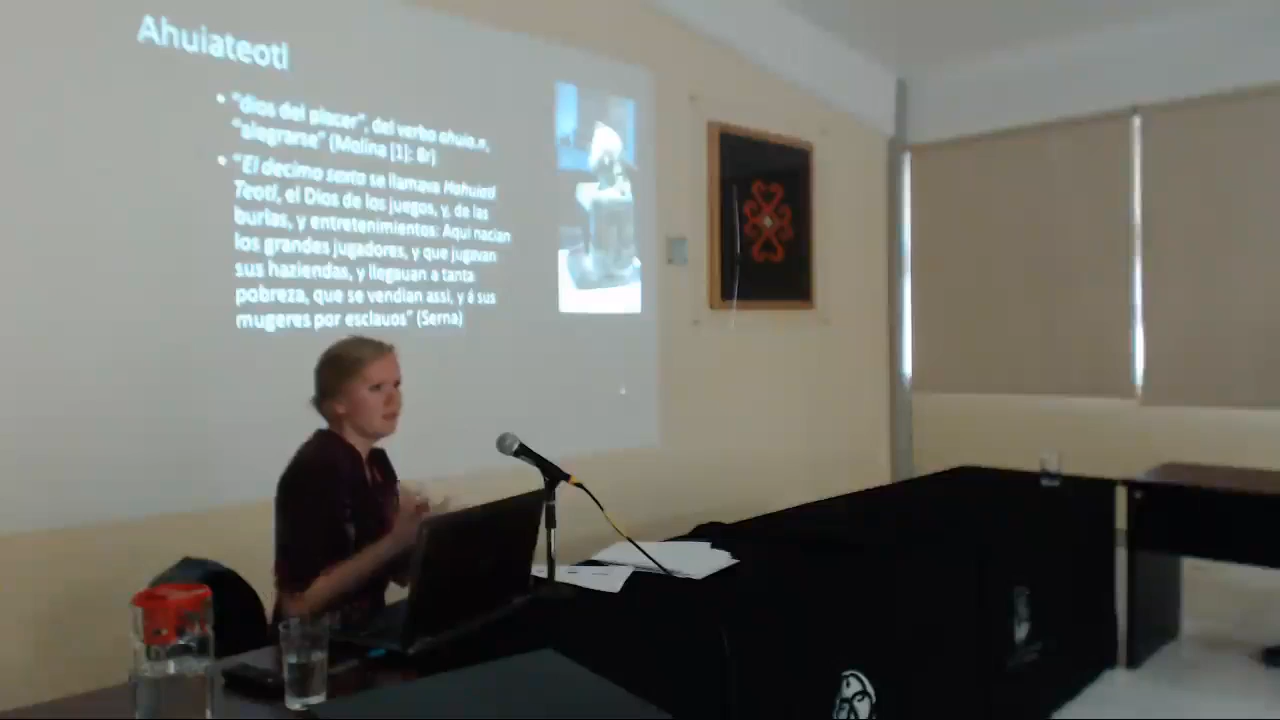 Ahuiateotl
• "dios del placer", del verbo ahuia.n,
"alegrarse" (Molina [1]: 8r)
• "El decimo sexto se llamava Hahuiatl
Teotl, el Dios de los juegos, y, de las
burlas, y entretenimientos: Aqui nacian
los grandes jugadores, y que jugavan
sus haziendas, y llegauan a tanta
pobreza, que se vendian assi, y á sus
mugeres por esclauos" (Serna)